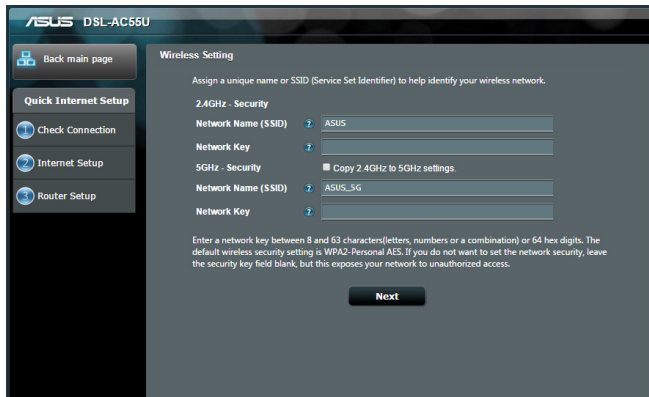 ASUS DSL-AC55U
Back main page
Quick Internet Setup
1 Check Connection
2 Internet Setup
3 Router Setup
Wireless Setting
Assign a unique name or SSID (Service Set Identifier) to help identify your wireless network.
2.4GHz - Security
Network Name (SSID) ? ASUS
Network Key ?
5GHz - Security Copy 2.4GHz to 5GHz settings.
Network Name (SSID) ? ASUS_5G
Network Key ?
Enter a network key between 8 and 63 characters(letters, numbers or a combination) or 64 hex digits. The
default wireless security setting is WPA2-Personal AES. If you do not want to set the network security, leave
the security key field blank, but this exposes your network to unauthorized access.
Next